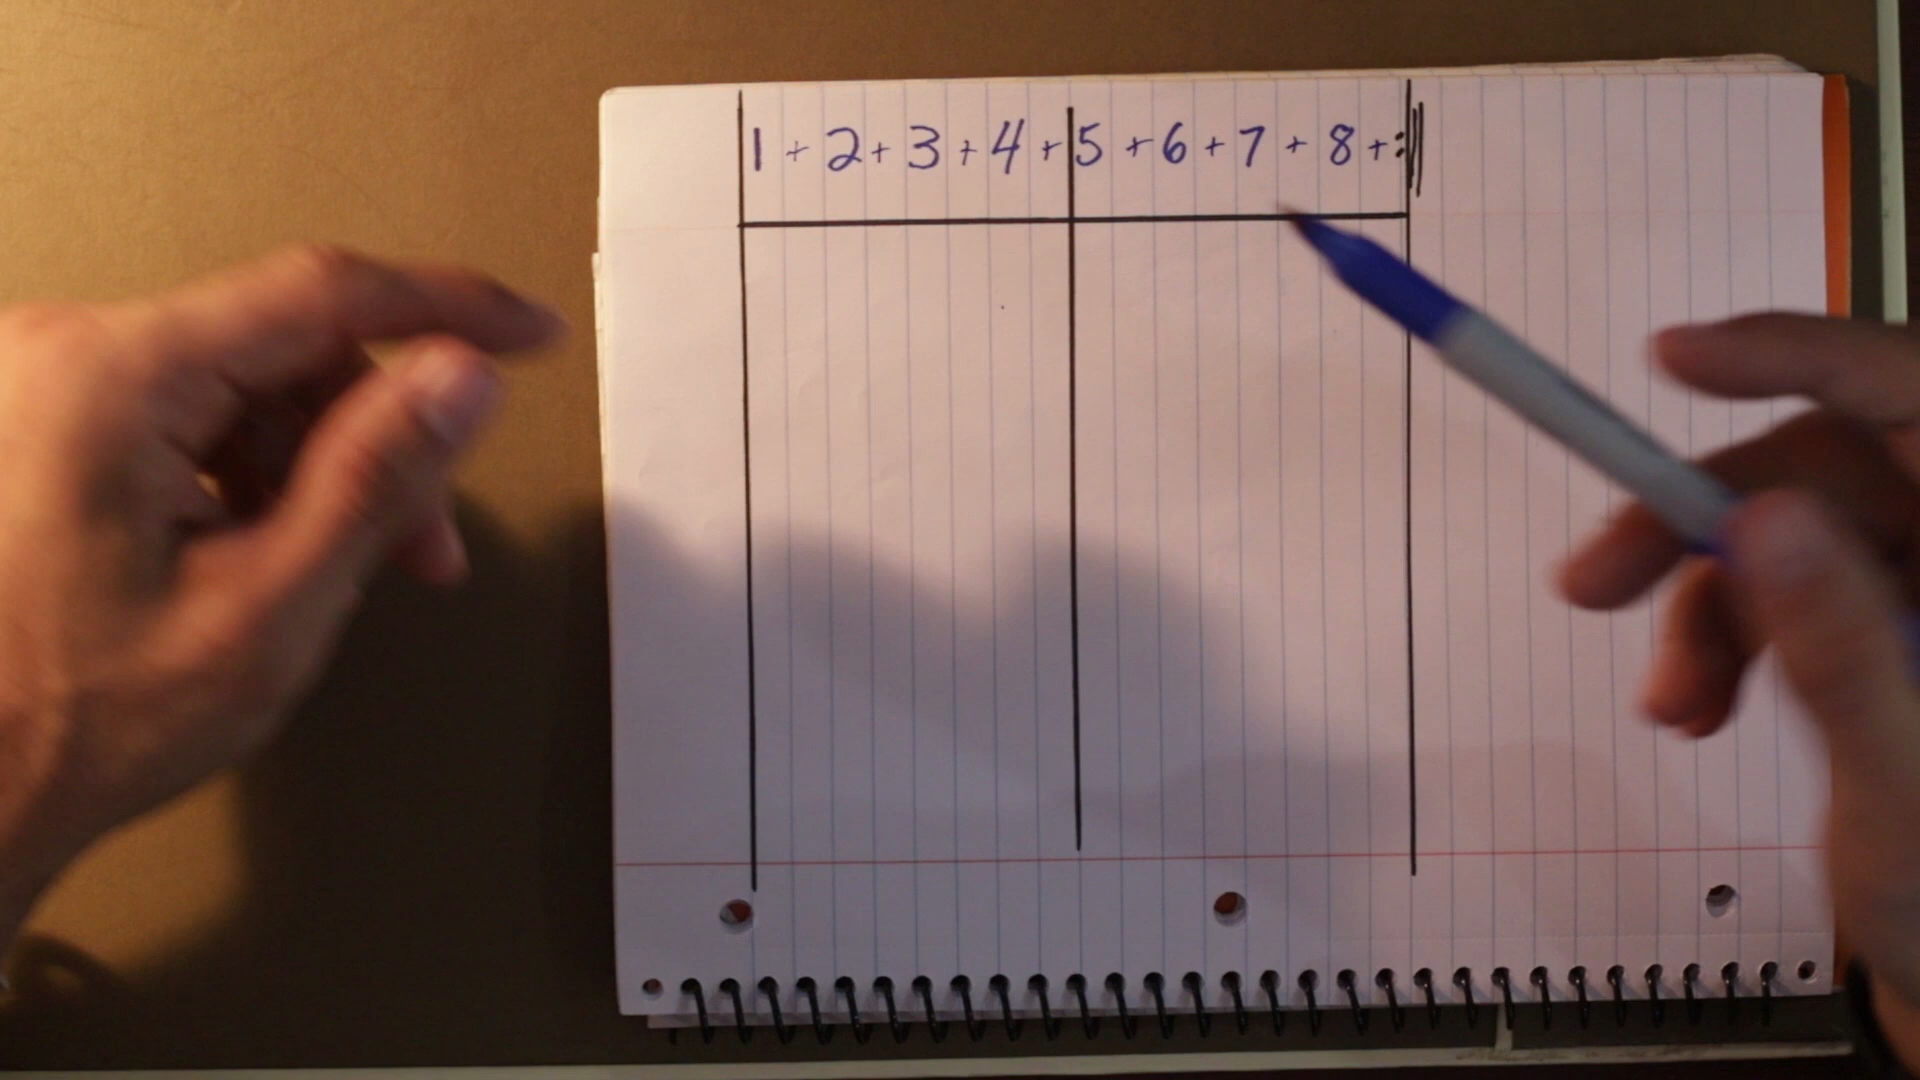 1 + 2 + 3 + 4 + 5 + 6 + 7 + 8 +